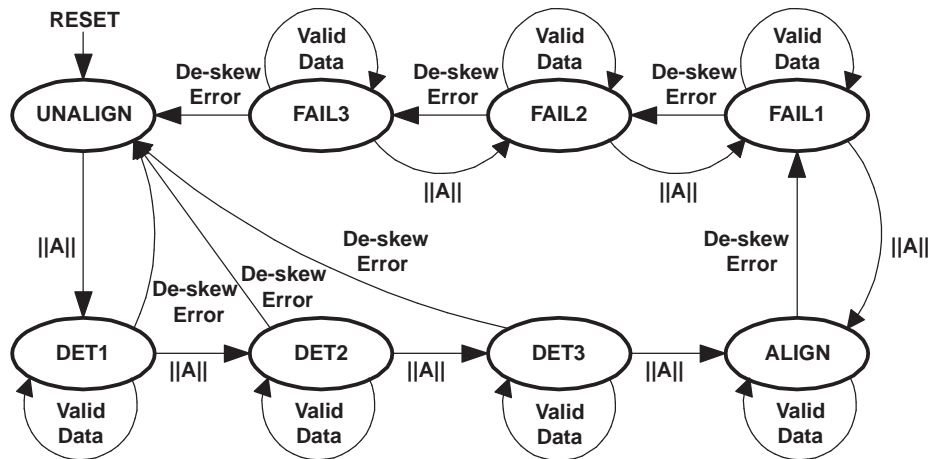 RESET
Valid
Data
Valid
Data
Valid
Data
De-skew
Error
De-skew
Error
De-skew
Error
UNALIGN
FAIL3
FAIL2
FAIL1
||A||
||A||
||A||
||A||
De-skew
Error
De-skew
Error
De-skew
Error
De-skew
Error
DET1
||A||
DET2
||A||
DET3
||A||
ALIGN
Valid
Data
Valid
Data
Valid
Data
Valid
Data